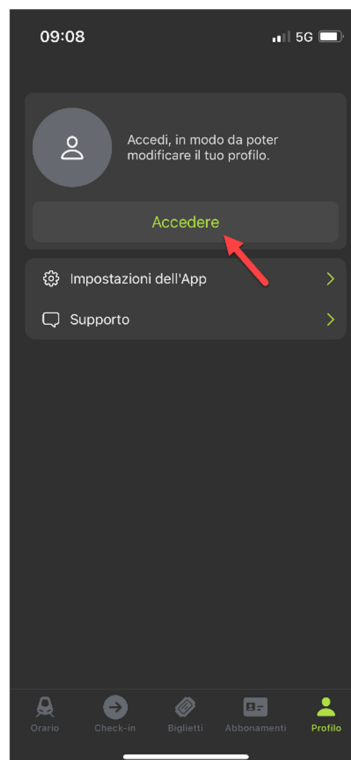 09:08
5G
Accedi, in modo da poter
modificare il tuo profilo.
Accedere
Impostazioni dell'App
Supporto
Orario
Check-in
Biglietti
Abbonamenti
Profilo